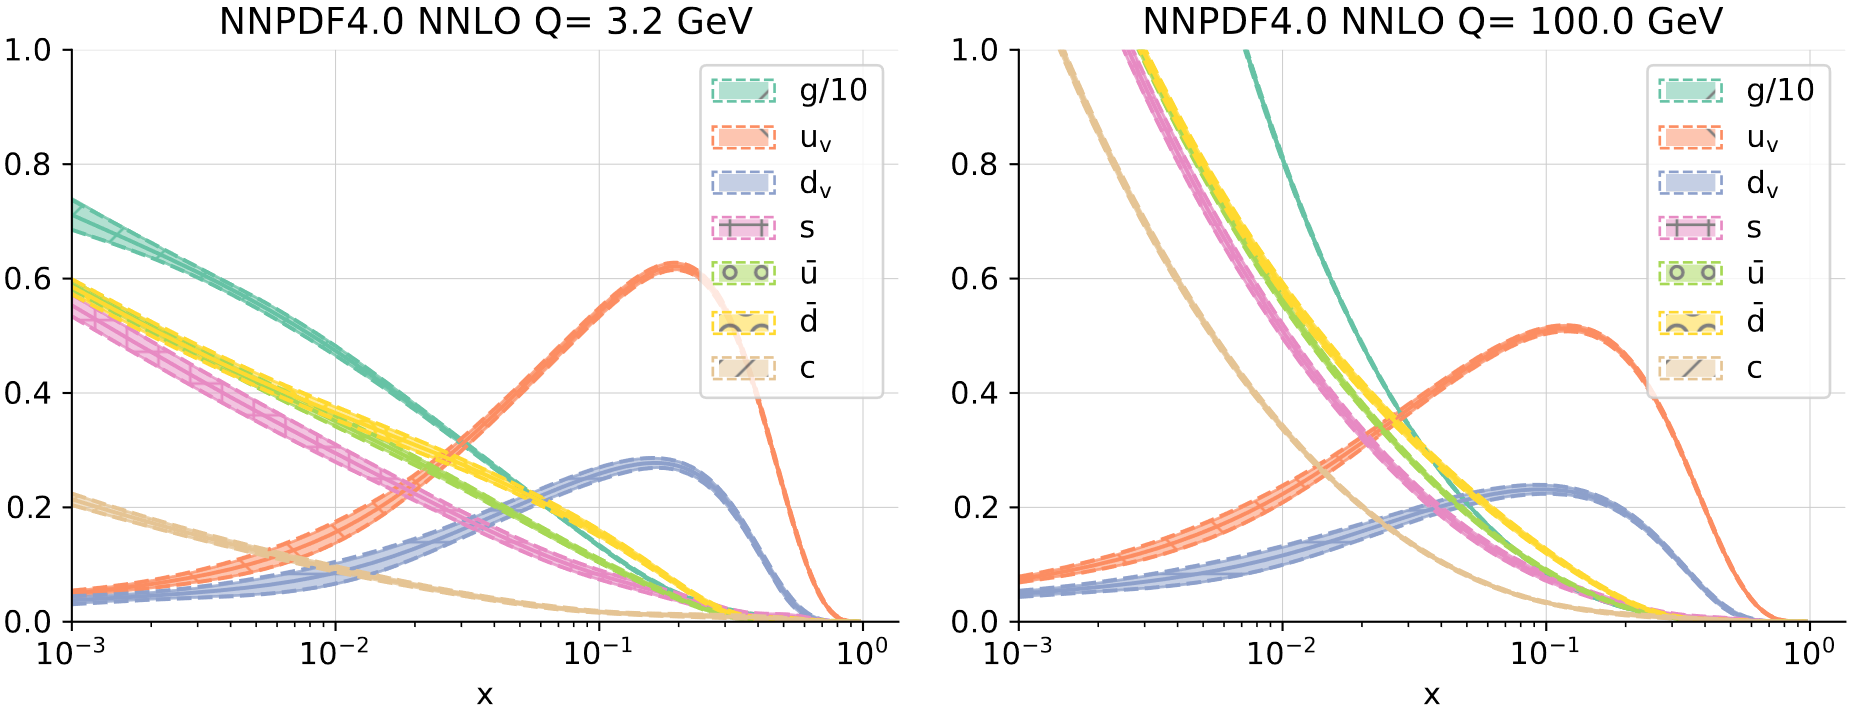 NNPDF4.0 NNLO Q= 3.2 GeV
1.0
0.8
0.6
0.4
0.2
0.0
10⁻³ 10⁻² 10⁻¹ 10⁰
x
g/10
uᵥ
dᵥ
s
ū
d̄
c
NNPDF4.0 NNLO Q= 100.0 GeV
1.0
0.8
0.6
0.4
0.2
0.0
10⁻³ 10⁻² 10⁻¹ 10⁰
x
g/10
uᵥ
dᵥ
s
ū
d̄
c